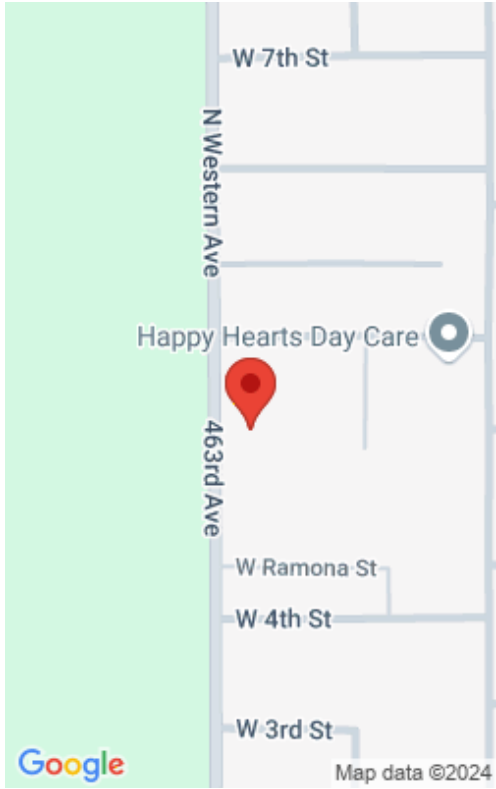 W 7th St
N Western Ave
Happy Hearts Day Care
463rd Ave
W Ramona St
W 4th St
W 3rd St
Google
Map data ©2024